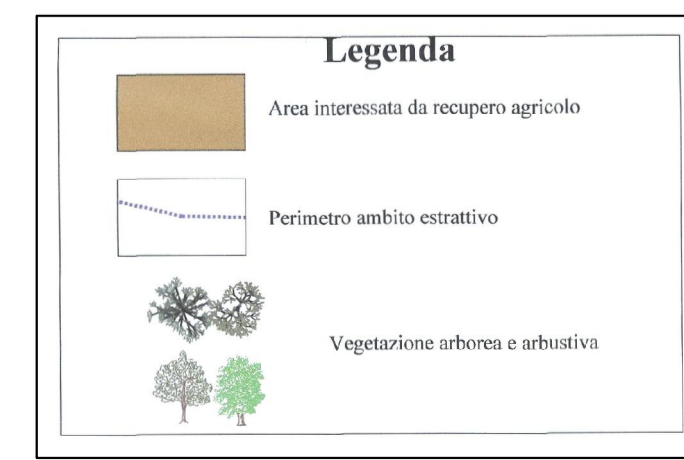 Legenda
Area interessata da recupero agricolo
Perimetro ambito estrattivo
Vegetazione arborea e arbustiva